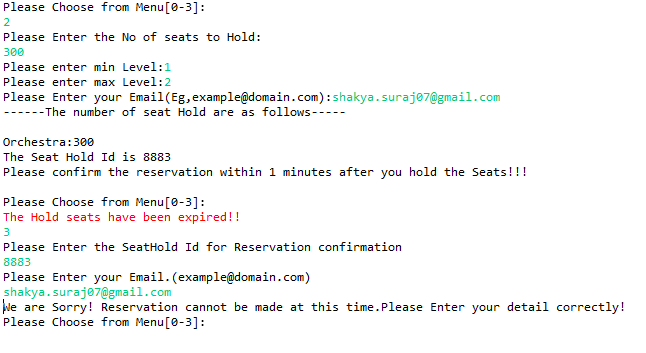 Please Choose from Menu[0-3]:
2
Please Enter the No of seats to Hold:
300
Please enter min Level:1
Please enter max Level:2
Please Enter your Email(Eg,example@domain.com):shakya.suraj07@gmail.com
------The number of seat Hold are as follows-----
Orchestra:300
The Seat Hold Id is 8883
Please confirm the reservation within 1 minutes after you hold the Seats!!!
Please Choose from Menu[0-3]:
The Hold seats have been expired!!
3
Please Enter the SeatHold Id for Reservation confirmation
8883
Please Enter your Email.(example@domain.com)
shakya.suraj07@gmail.com
We are Sorry! Reservation cannot be made at this time.Please Enter your detail correctly!
Please Choose from Menu[0-3]: